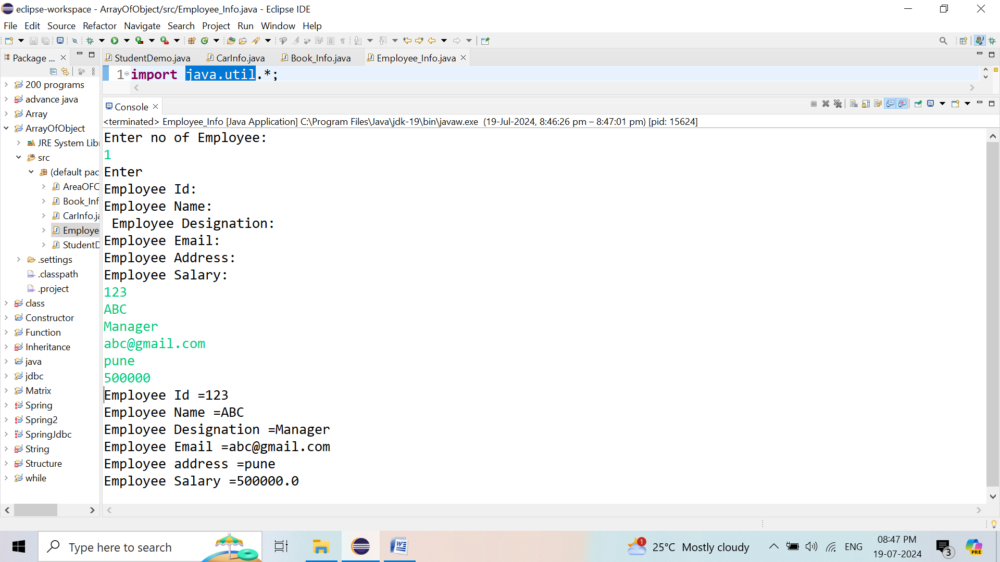 eclipse-workspace - ArrayOfObject/src/Employee_Info.java - Eclipse IDE
File Edit Source Refactor Navigate Search Project Run Window Help
Package ...
200 programs
advance java
Array
ArrayOfObject
JRE System Libr
src
(default pac
AreaOFC
Book_Inf
CarInfo.ja
Employe
StudentD
.settings
.classpath
.project
class
Constructor
Function
Inheritance
java
jdbc
Matrix
Spring
Spring2
SpringJdbc
String
Structure
while
StudentDemo.java CarInfo.java Book_Info.java Employee_Info.java
1 import java.util.*;
Console
<terminated> Employee_Info [Java Application] C:\Program Files\Java\jdk-19\bin\javaw.exe (19-Jul-2024, 8:46:26 pm – 8:47:01 pm) [pid: 15624]
Enter no of Employee:
1
Enter
Employee Id:
Employee Name:
Employee Designation:
Employee Email:
Employee Address:
Employee Salary:
123
ABC
Manager
abc@gmail.com
pune
500000
Employee Id =123
Employee Name =ABC
Employee Designation =Manager
Employee Email =abc@gmail.com
Employee address =pune
Employee Salary =500000.0
Type here to search
1
25°C Mostly cloudy
ENG
08:47 PM
19-07-2024
3
PRE